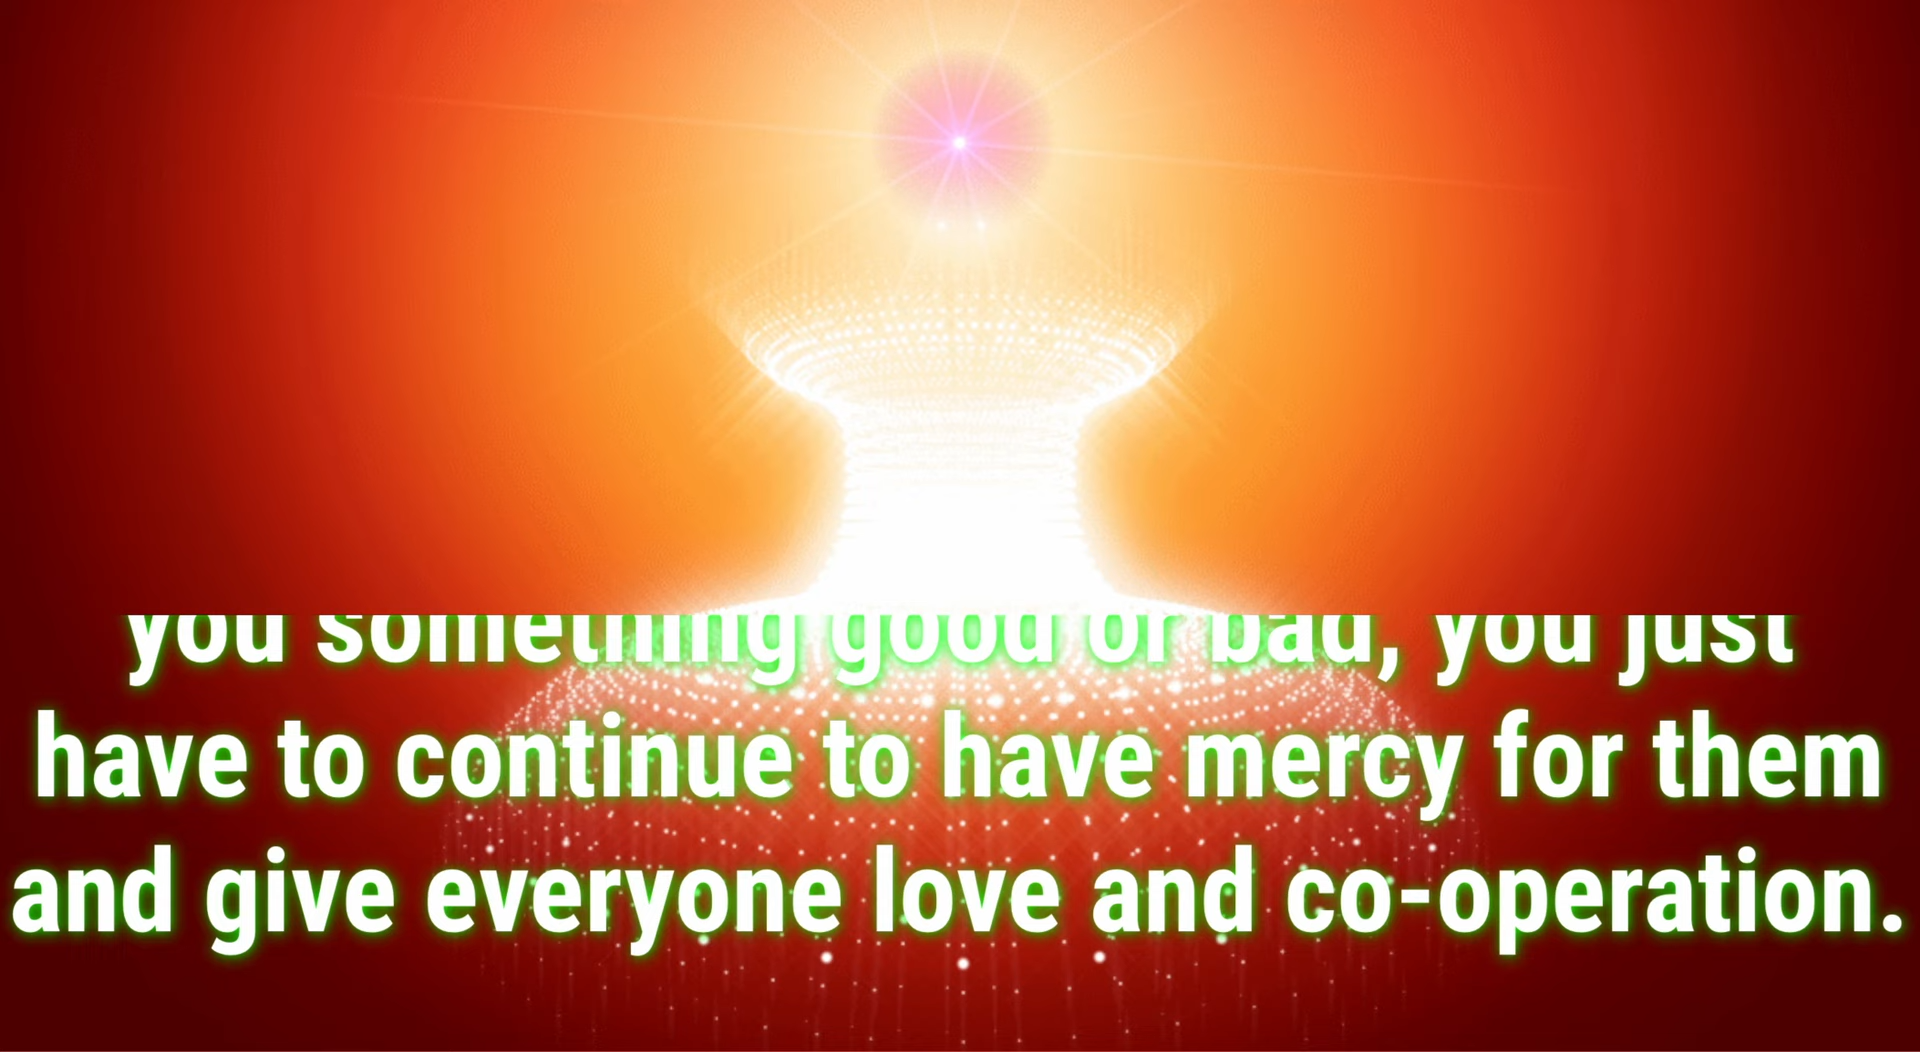 you something good or bad, you just
have to continue to have mercy for them
and give everyone love and co-operation.